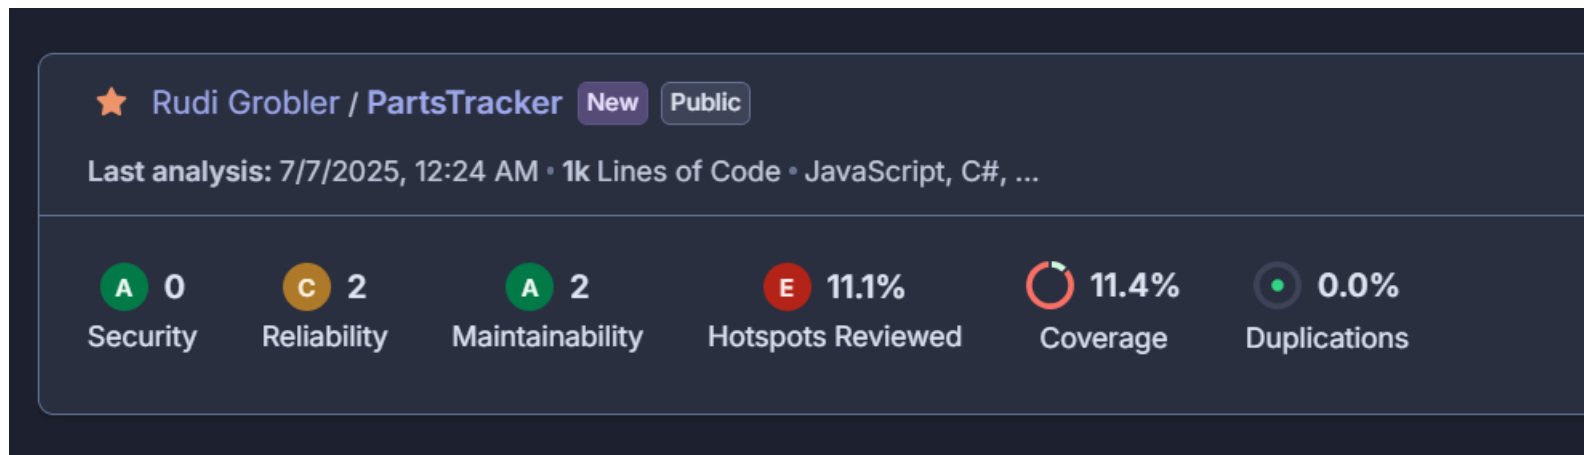 Rudi Grobler / PartsTracker New Public
Last analysis: 7/7/2025, 12:24 AM • 1k Lines of Code • JavaScript, C#, ...
A 0 C 2 A 2 E 11.1% 11.4% 0.0%
Security Reliability Maintainability Hotspots Reviewed Coverage Duplications